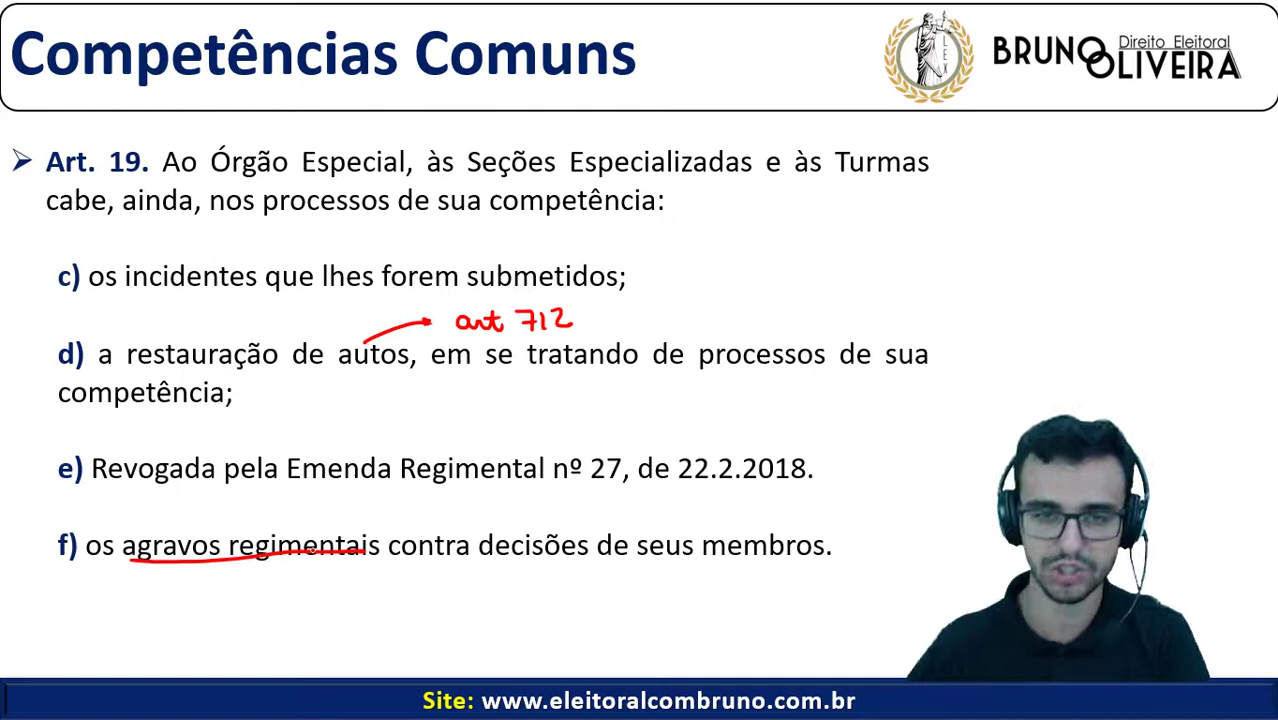 Competências Comuns
LEX
BRUNO
Direito Eleitoral
OLIVEIRA
➢ Art. 19. Ao Órgão Especial, às Seções Especializadas e às Turmas
cabe, ainda, nos processos de sua competência:
c) os incidentes que lhes forem submetidos;
art 712
d) a restauração de autos, em se tratando de processos de sua
competência;
e) Revogada pela Emenda Regimental nº 27, de 22.2.2018.
f) os agravos regimentais contra decisões de seus membros.
Site: www.eleitoralcombruno.com.br